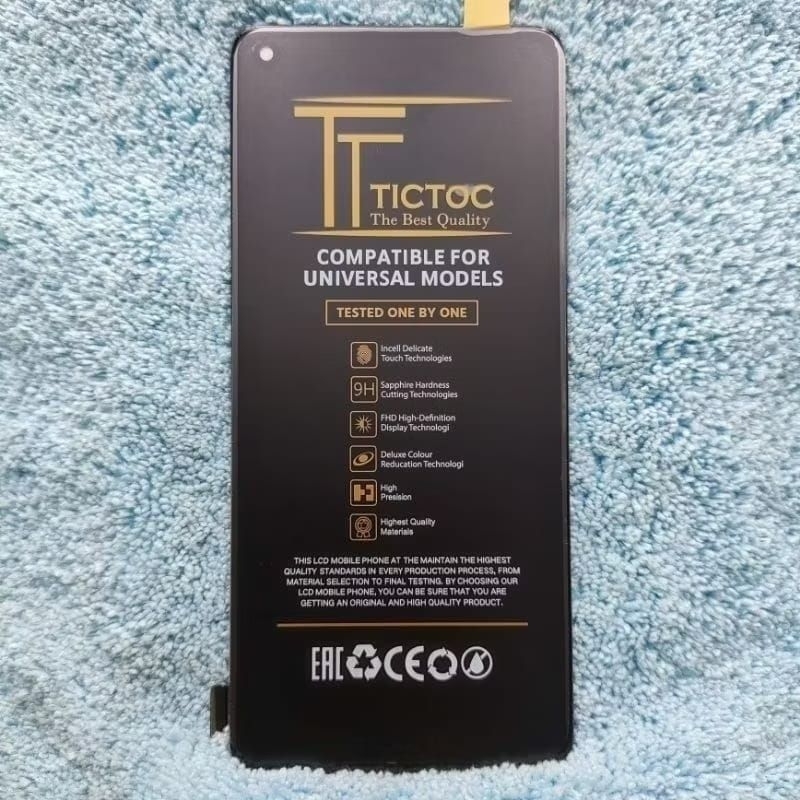 TT
TICTOC
The Best Quality
COMPATIBLE FOR
UNIVERSAL MODELS
TESTED ONE BY ONE
Incell Delicate
Touch Technologies
9H
Sapphire Hardness
Cutting Technologies
FHD High-Definition
Display Technologi
Deluxe Colour
Reducation Technologi
High
Presision
Highest Quality
Materials
THIS LCD MOBILE PHONE AT THE MAINTAIN THE HIGHEST
QUALITY STANDARDS IN EVERY PRODUCTION PROCESS, FROM
MATERIAL SELECTION TO FINAL TESTING. BY CHOOSING OUR
LCD MOBILE PHONE, YOU CAN BE SURE THAT YOU ARE
GETTING AN ORIGINAL AND HIGH QUALITY PRODUCT.
EAC CE